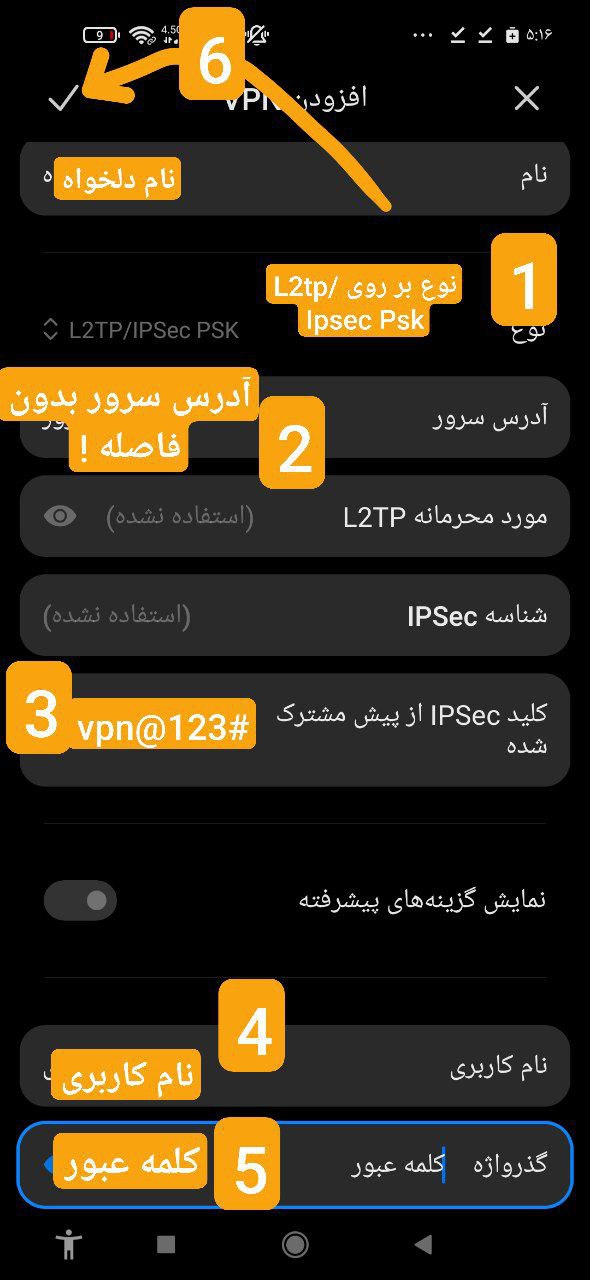 9 4.50 ۵:۱۶
6
افزودن VPN
نام
نام دلخواه
1
نوع بر روی L2tp/
Ipsec Psk
نوع
L2TP/IPSec PSK
آدرس سرور بدون
فاصله !
2
آدرس سرور
مورد محرمانه L2TP
(استفاده نشده)
شناسه IPSec
(استفاده نشده)
3
کلید IPSec از پیش مشترک
شده
vpn@123#
نمایش گزینه‌های پیشرفته
4
نام کاربری
نام کاربری
5
گذرواژه
کلمه عبور
کلمه عبور